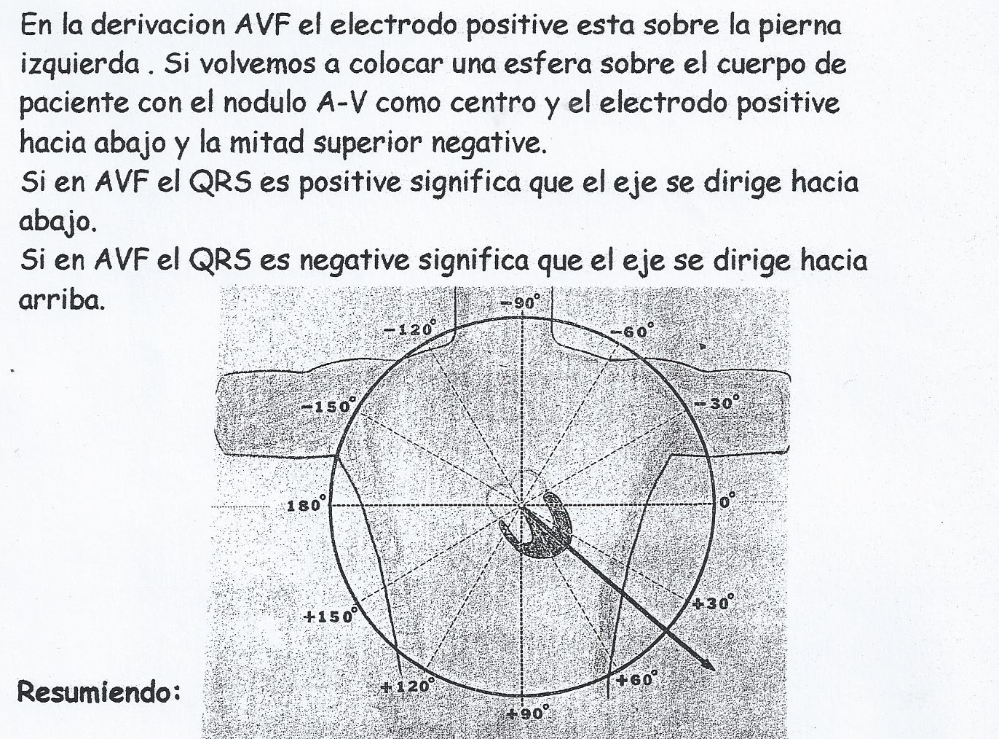 En la derivacion AVF el electrodo positive esta sobre la pierna
izquierda . Si volvemos a colocar una esfera sobre el cuerpo de
paciente con el nodulo A-V como centro y el electrodo positive
hacia abajo y la mitad superior negative.
Si en AVF el QRS es positive significa que el eje se dirige hacia
abajo.
Si en AVF el QRS es negative significa que el eje se dirige hacia
arriba.
-90°
-120°
-60°
-150°
-30°
180°
0°
+150°
+30°
+120°
+60°
+90°
Resumiendo: